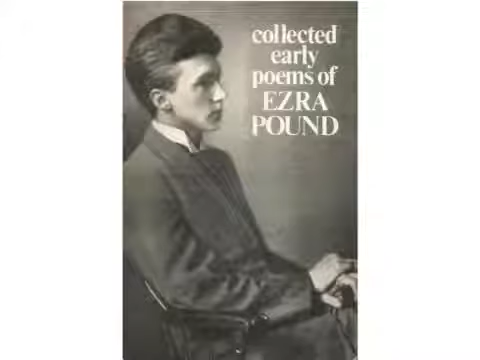 collected
early
poems of
EZRA
POUND